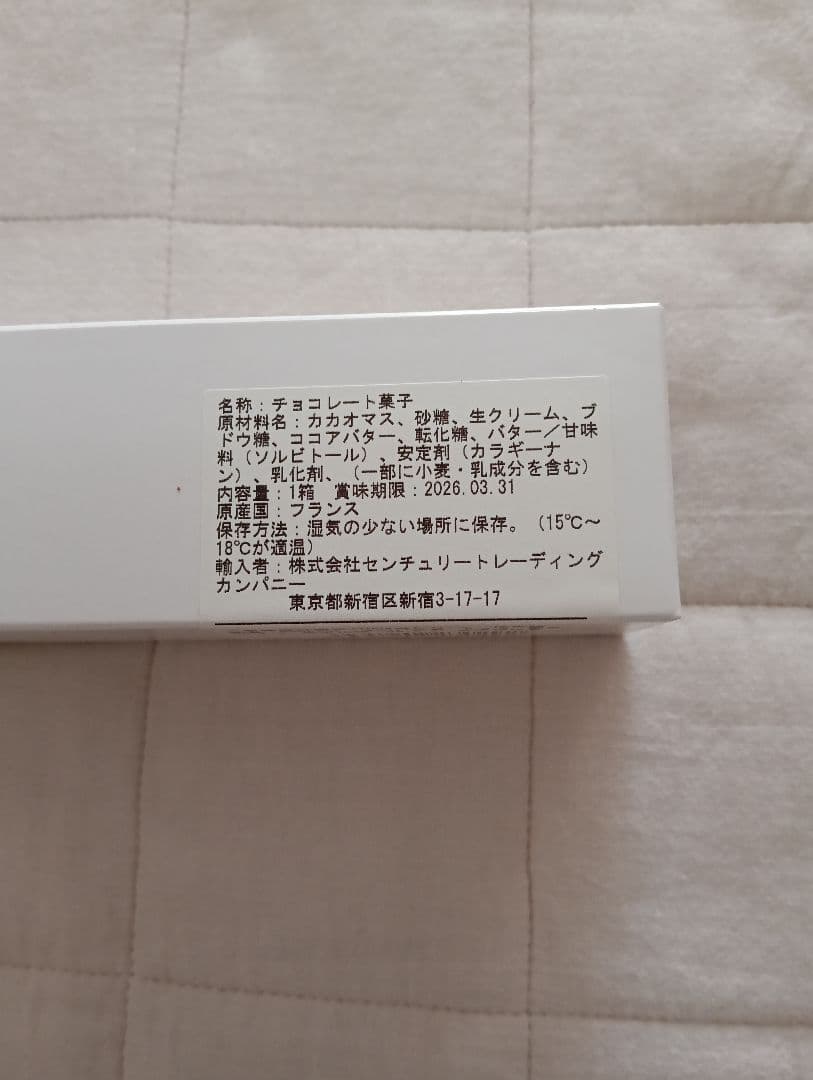 名称：チョコレート菓子
原材料名：カカオマス、砂糖、生クリーム、ブ
ドウ糖、ココアバター、転化糖、バター／甘味
料（ソルビトール）、安定剤（カラギーナ
ン）、乳化剤、（一部に小麦・乳成分を含む）
内容量：1箱　賞味期限：2026.03.31
原産国：フランス
保存方法：湿気の少ない場所に保存。（15℃～
18℃が適温）
輸入者：株式会社センチュリートレーディング
カンパニー
東京都新宿区新宿3-17-17